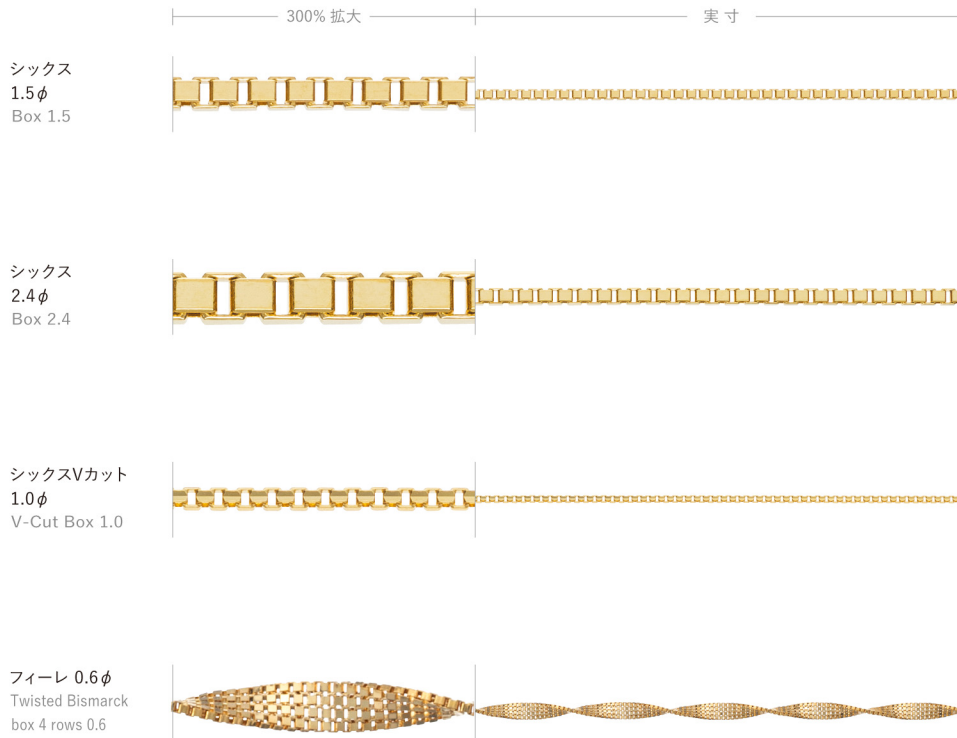 300% 拡大
実 寸
シックス
1.5φ
Box 1.5
シックス
2.4φ
Box 2.4
シックスVカット
1.0φ
V-Cut Box 1.0
フィーレ 0.6φ
Twisted Bismarck
box 4 rows 0.6